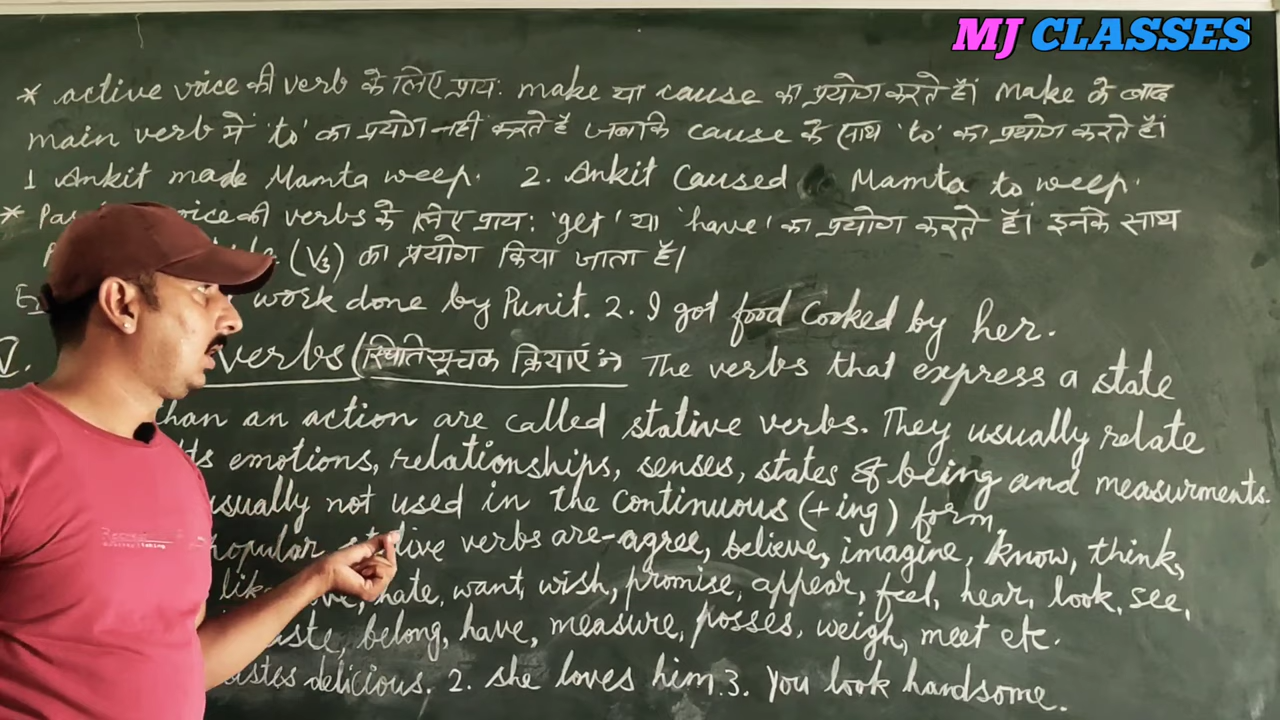 MJ CLASSES
* active voice की verb के लिए प्राय: make या cause का प्रयोग करते हैं। Make के बाद
main verb में 'to' का प्रयोग नहीं करते हैं जबकि cause के साथ 'to' का प्रयोग करते हैं।
1 Ankit made Mamta weep. 2. Ankit Caused Mamta to weep.
* voice की verbs के लिए प्राय: 'get' या 'have' का प्रयोग करते हैं। इनके साथ
(V3) का प्रयोग किया जाता है।
work done by Punit. 2. I got food cooked by her.
verbs (स्थितिसूचक क्रियाएं):- The verbs that express a state
than an action are called stative verbs. They usually relate
emotions, relationships, senses, states of being and measurments.
usually not used in the continuous (+ing) form.
popular stative verbs are- agree, believe, imagine, know, think,
hate, want, wish, promise, appear, feel, hear, look, see,
belong, have, measure, posses, weigh, meet etc.
delicious. 2. she loves him. 3. You look handsome.